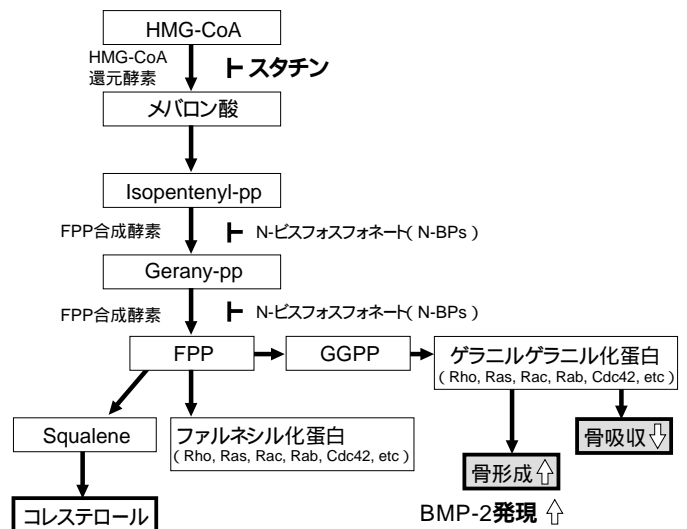 HMG-CoA
HMG-CoA
還元酵素
スタチン
メバロン酸
Isopentenyl-pp
FPP合成酵素
N-ビスフォスフォネート( N-BPs )
Gerany-pp
FPP合成酵素
N-ビスフォスフォネート( N-BPs )
FPP
GGPP
ゲラニルゲラニル化蛋白
( Rho, Ras, Rac, Rab, Cdc42, etc )
Squalene
ファルネシル化蛋白
( Rho, Ras, Rac, Rab, Cdc42, etc )
骨吸収⇩
骨形成⇧
コレステロール
BMP-2発現 ⇧